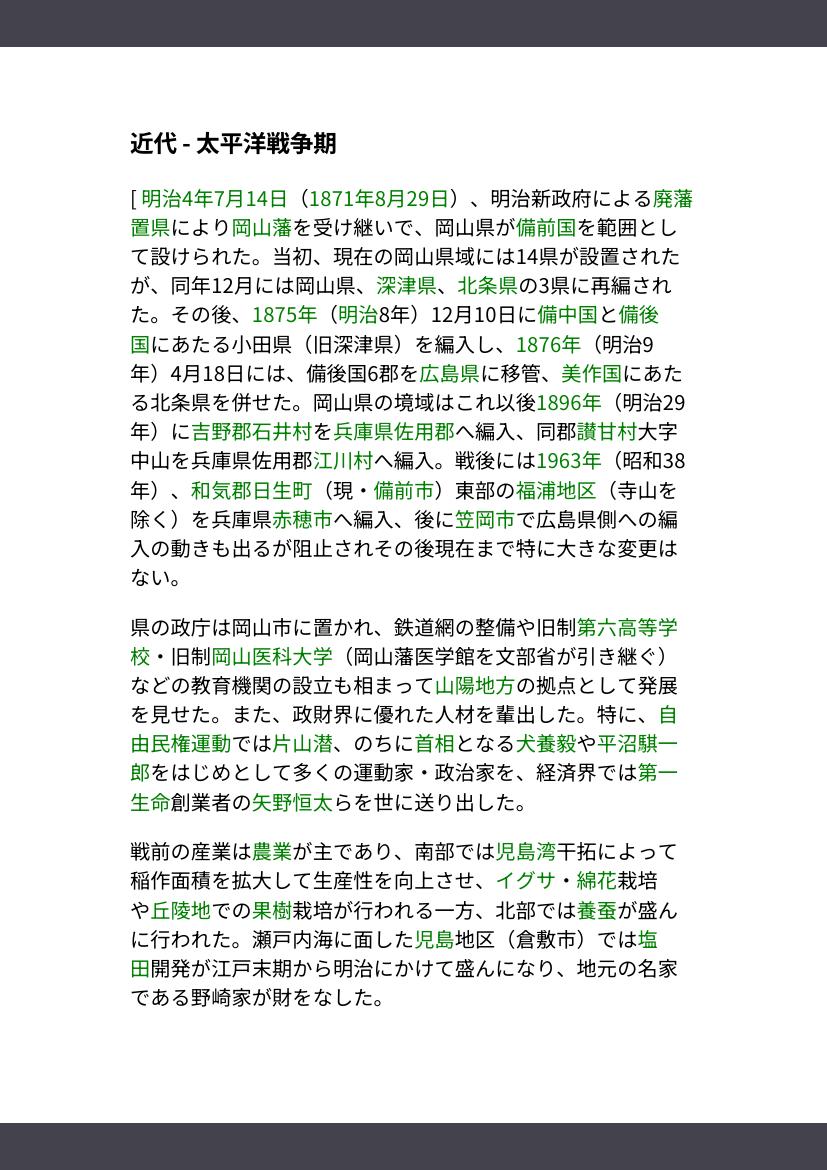 近代 - 太平洋戦争期
[ 明治4年7月14日（1871年8月29日）、明治新政府による廃藩
置県により岡山藩を受け継いで、岡山県が備前国を範囲とし
て設けられた。当初、現在の岡山県域には14県が設置された
が、同年12月には岡山県、深津県、北条県の3県に再編され
た。その後、1875年（明治8年）12月10日に備中国と備後
国にあたる小田県（旧深津県）を編入し、1876年（明治9
年）4月18日には、備後国6郡を広島県に移管、美作国にあた
る北条県を併せた。岡山県の境域はこれ以後1896年（明治29
年）に吉野郡石井村を兵庫県佐用郡へ編入、同郡讃甘村大字
中山を兵庫県佐用郡江川村へ編入。戦後には1963年（昭和38
年）、和気郡日生町（現・備前市）東部の福浦地区（寺山を
除く）を兵庫県赤穂市へ編入、後に笠岡市で広島県側への編
入の動きも出るが阻止されその後現在まで特に大きな変更は
ない。
県の政庁は岡山市に置かれ、鉄道網の整備や旧制第六高等学
校・旧制岡山医科大学（岡山藩医学館を文部省が引き継ぐ）
などの教育機関の設立も相まって山陽地方の拠点として発展
を見せた。また、政財界に優れた人材を輩出した。特に、自
由民権運動では片山潜、のちに首相となる犬養毅や平沼騏一
郎をはじめとして多くの運動家・政治家を、経済界では第一
生命創業者の矢野恒太らを世に送り出した。
戦前の産業は農業が主であり、南部では児島湾干拓によって
稲作面積を拡大して生産性を向上させ、イグサ・綿花栽培
や丘陵地での果樹栽培が行われる一方、北部では養蚕が盛ん
に行われた。瀬戸内海に面した児島地区（倉敷市）では塩
田開発が江戸末期から明治にかけて盛んになり、地元の名家
である野崎家が財をなした。